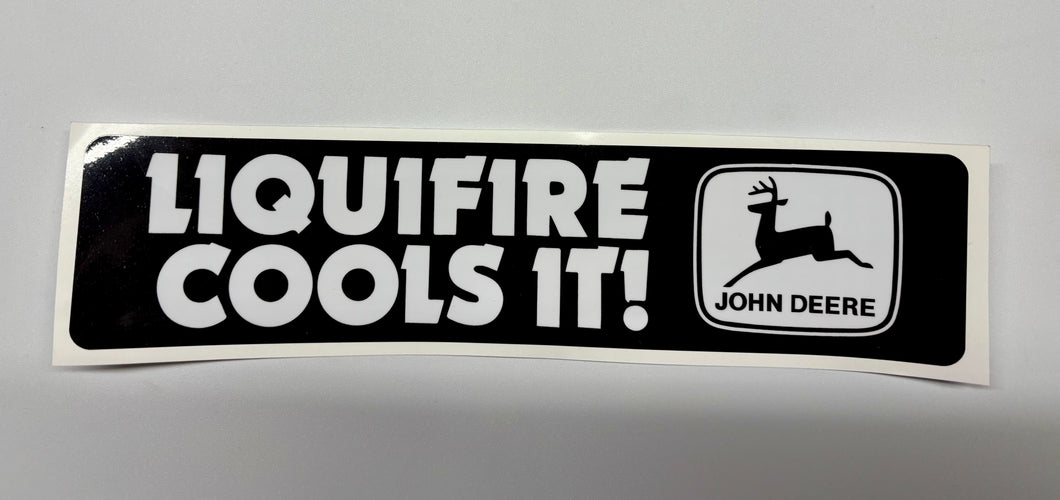 LIQUIFIRE
COOLS IT!
JOHN DEERE